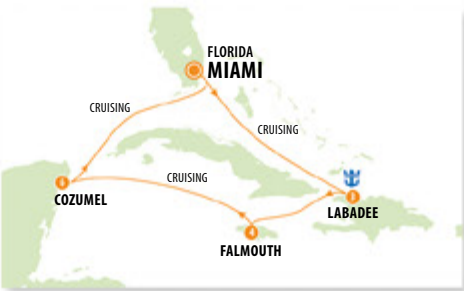 FLORIDA
MIAMI
CRUISING
CRUISING
CRUISING
COZUMEL
LABADEE
FALMOUTH